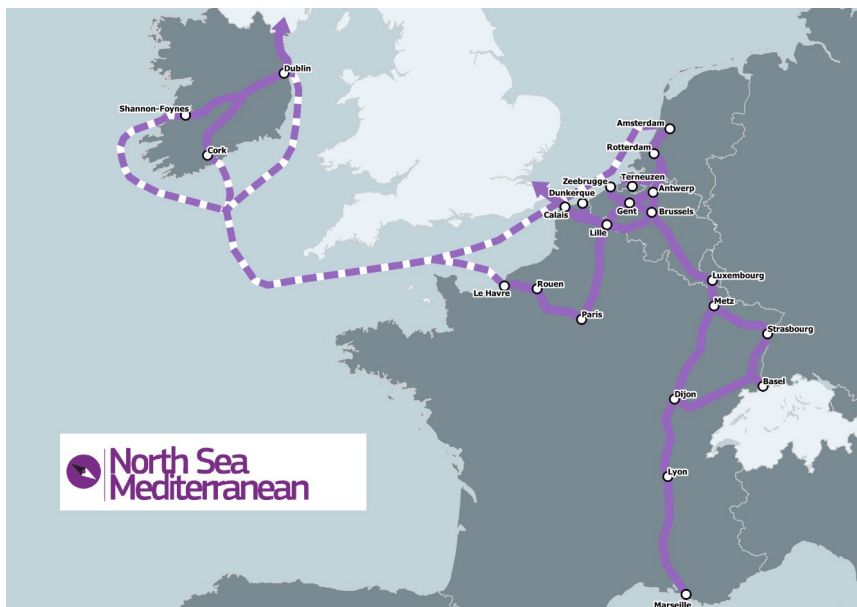 Dublin
Shannon-Foynes
Cork
Amsterdam
Rotterdam
Zeebrugge
Terneuzen
Dunkerque
Antwerp
Calais
Gent
Brussels
Lille
Luxembourg
Le Havre
Rouen
Metz
Paris
Strasbourg
Basel
Dijon
Lyon
North Sea
Mediterranean
Marseille